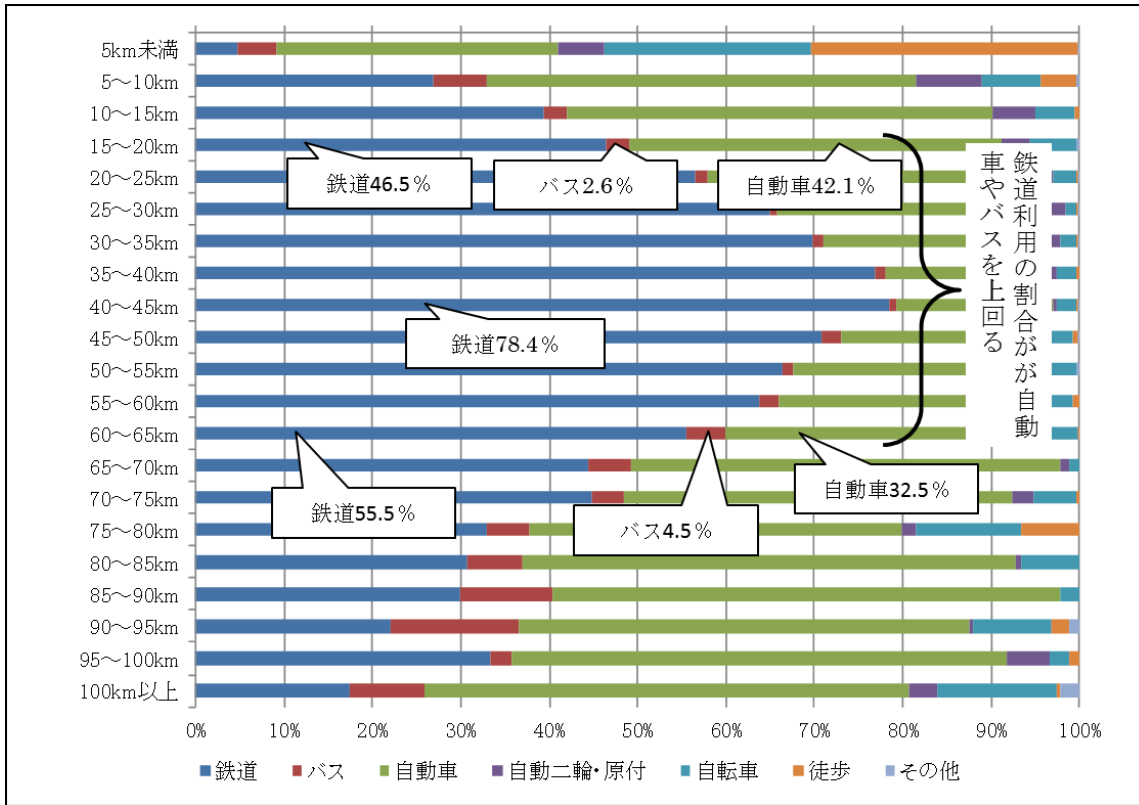 5km未満
5～10km
10～15km
15～20km
20～25km
25～30km
30～35km
35～40km
40～45km
45～50km
50～55km
55～60km
60～65km
65～70km
70～75km
75～80km
80～85km
85～90km
90～95km
95～100km
100km以上
鉄道46.5％
バス2.6％
自動車42.1％
鉄道78.4％
鉄道55.5％
バス4.5％
自動車32.5％
鉄道利用の割合がが自動
車やバスを上回る
0% 10% 20% 30% 40% 50% 60% 70% 80% 90% 100%
鉄道 バス 自動車 自動二輪・原付 自転車 徒歩 その他